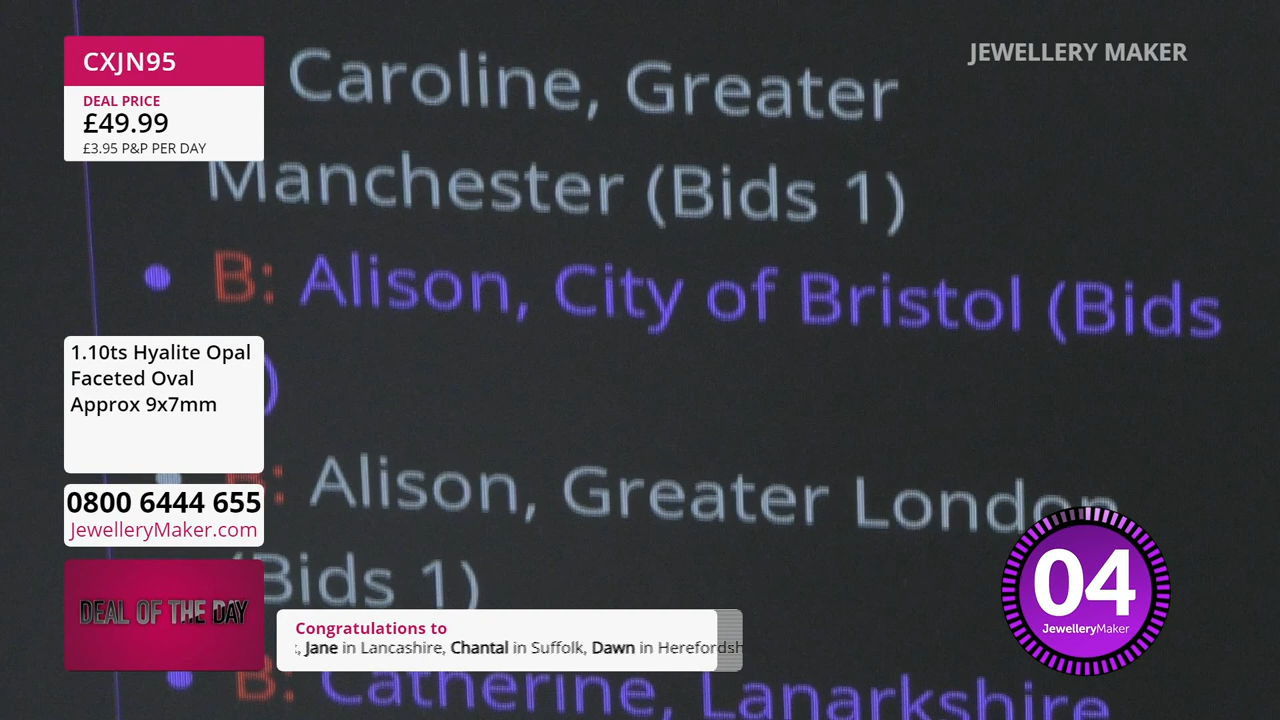 CXJN95
DEAL PRICE
£49.99
£3.95 P&P PER DAY
JEWELLERY MAKER
Caroline, Greater
Manchester (Bids 1)
B: Alison, City of Bristol (Bids
)
1.10ts Hyalite Opal
Faceted Oval
Approx 9x7mm
B: Alison, Greater London
(Bids 1)
0800 6444 655
JewelleryMaker.com
DEAL OF THE DAY
04
JewelleryMaker
Congratulations to
, Jane in Lancashire, Chantal in Suffolk, Dawn in Herefordsh
B: Catherine, Lanarkshire